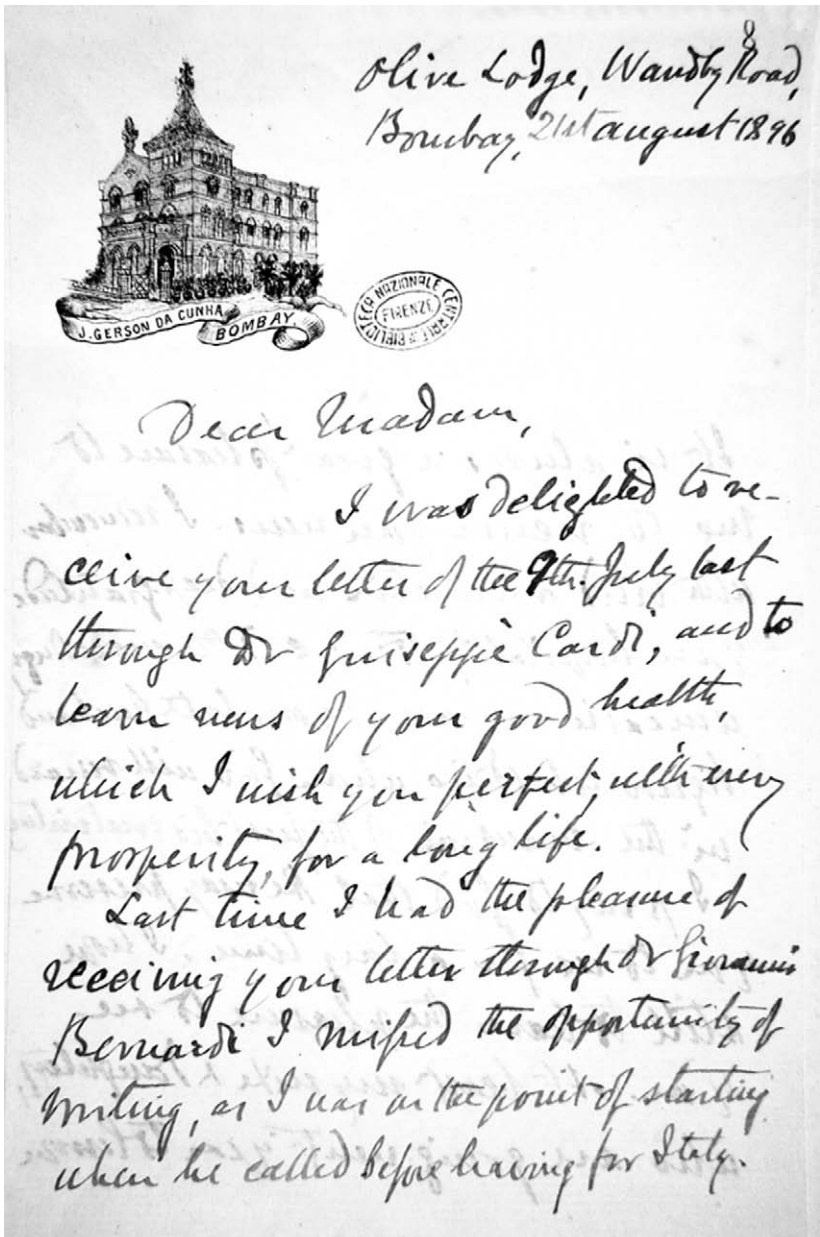 8
Olive Lodge, Wandby Road,
Bombay, 21st august 1896
J. GERSON DA CUNHA
BOMBAY
BIBLIOTECA NAZIONALE CENTRALE
FIRENZE
Dear Madam,
I was delighted to re-
ceive your letter of the 9th. July last
through Dr Guiseppie Cardi, and to
learn news of your good health,
which I wish you perfect, with every
prosperity, for a long life.
Last time I had the pleasure of
receiving your letter through Dr Giovanni
Bernardi I missed the opportunity of
writing, as I was on the point of starting
when he called before leaving for Italy.